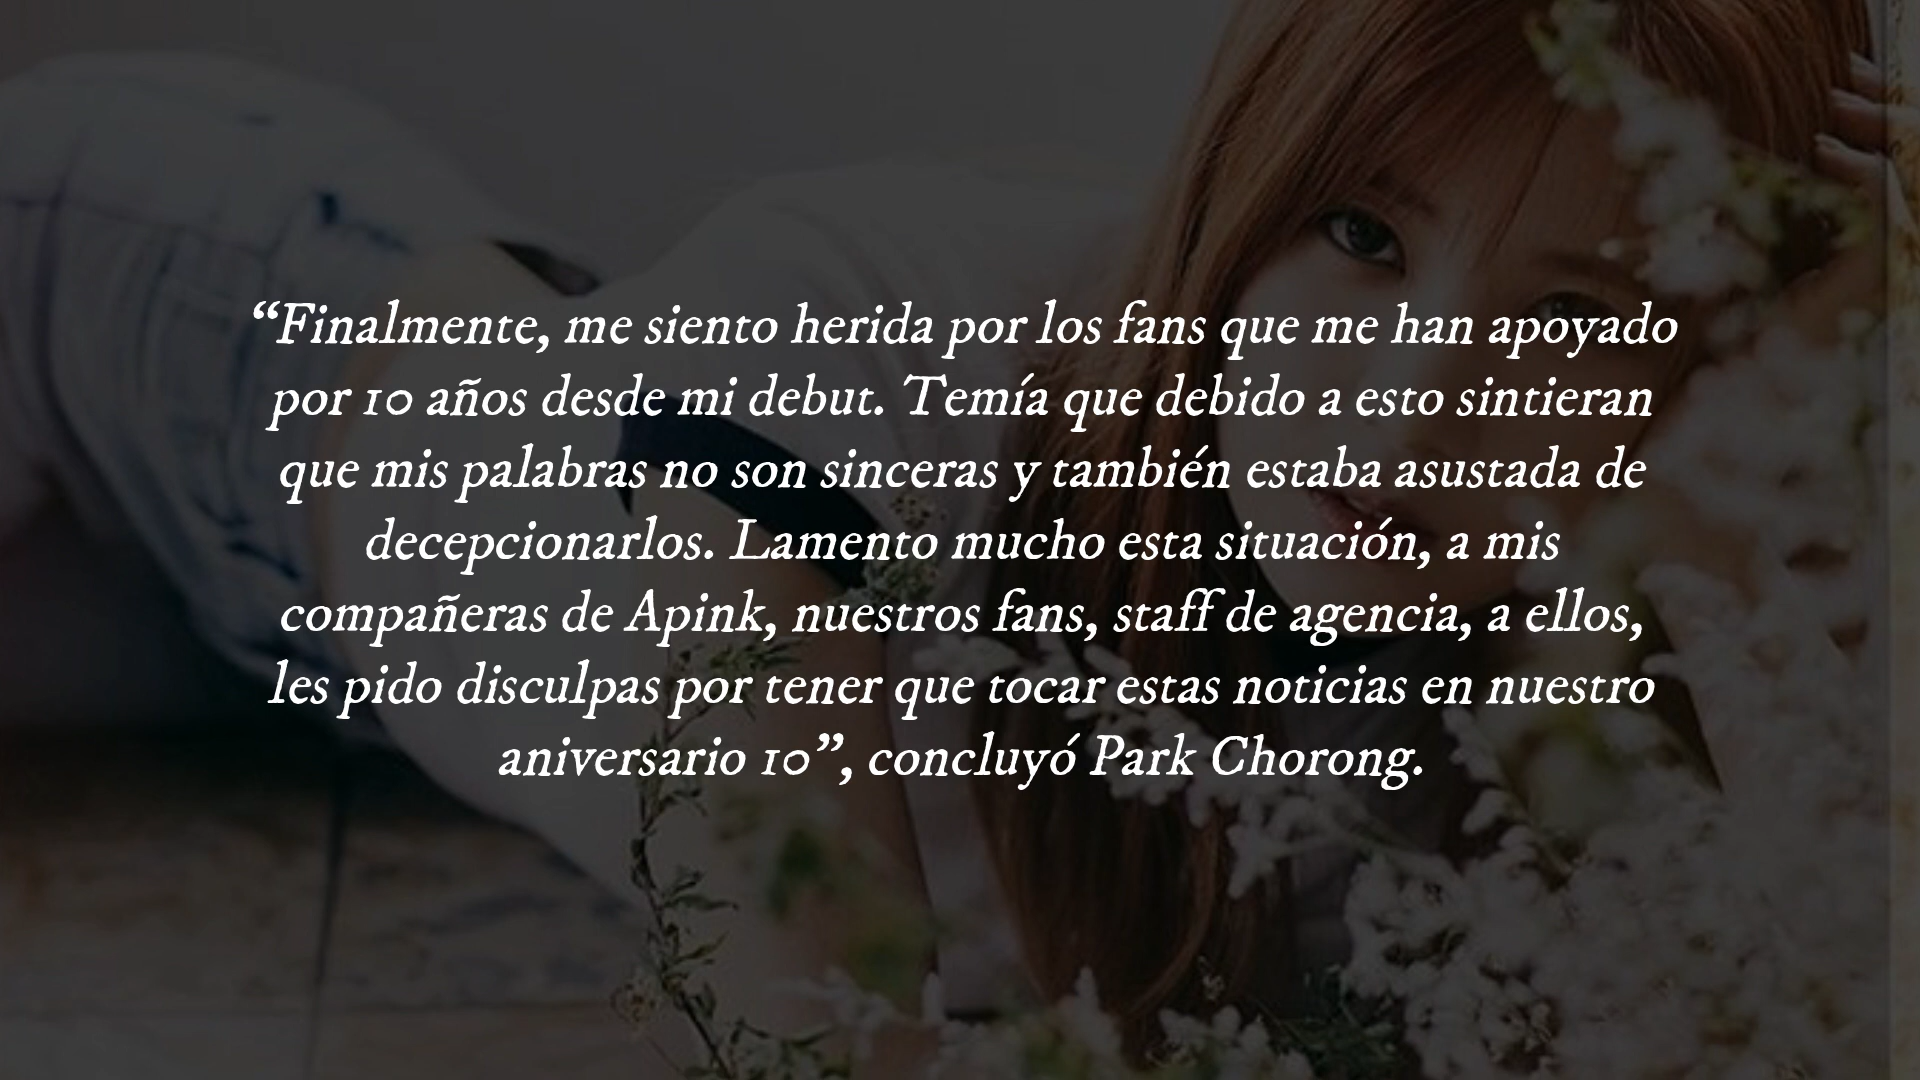 “Finalmente, me siento herida por los fans que me han apoyado
por 10 años desde mi debut. Temía que debido a esto sintieran
que mis palabras no son sinceras y también estaba asustada de
decepcionarlos. Lamento mucho esta situación, a mis
compañeras de Apink, nuestros fans, staff de agencia, a ellos,
les pido disculpas por tener que tocar estas noticias en nuestro
aniversario 10”, concluyó Park Chorong.